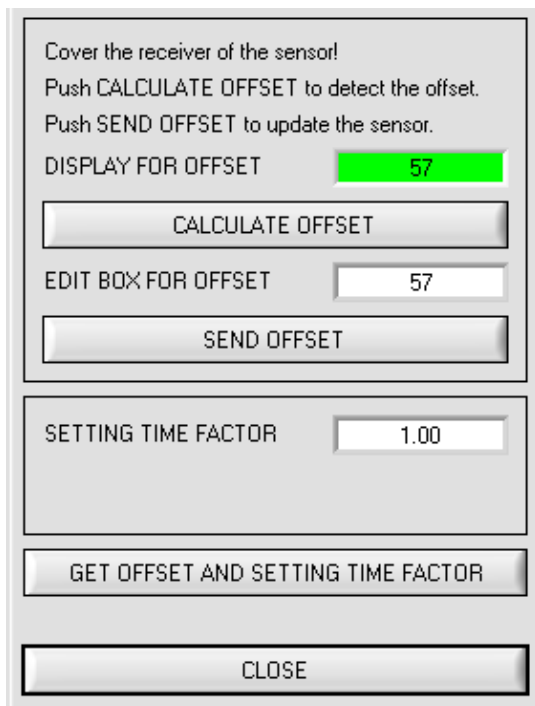 Cover the receiver of the sensor!
Push CALCULATE OFFSET to detect the offset.
Push SEND OFFSET to update the sensor.
DISPLAY FOR OFFSET 57
CALCULATE OFFSET
EDIT BOX FOR OFFSET 57
SEND OFFSET
SETTING TIME FACTOR 1.00
GET OFFSET AND SETTING TIME FACTOR
CLOSE